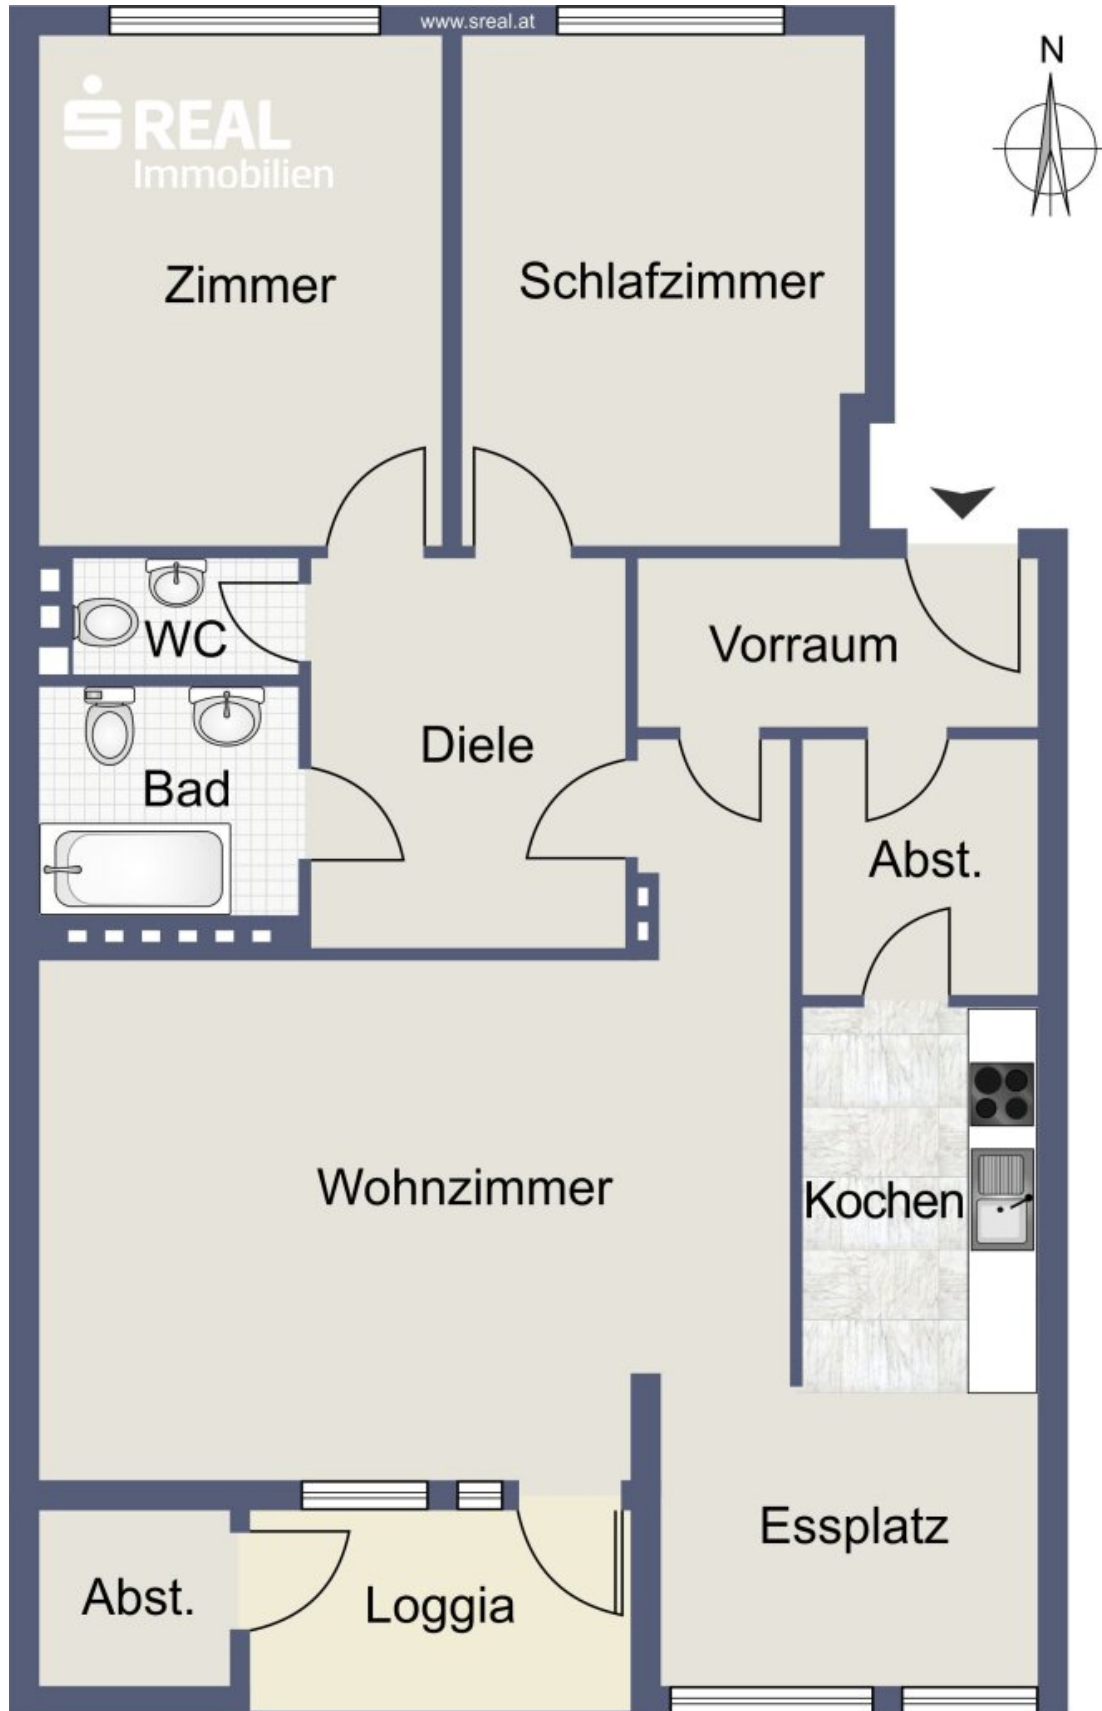 www.sreal.at
N
S REAL
Immobilien
Zimmer
Schlafzimmer
WC
Vorraum
Diele
Bad
Abst.
Wohnzimmer
Kochen
Essplatz
Abst.
Loggia